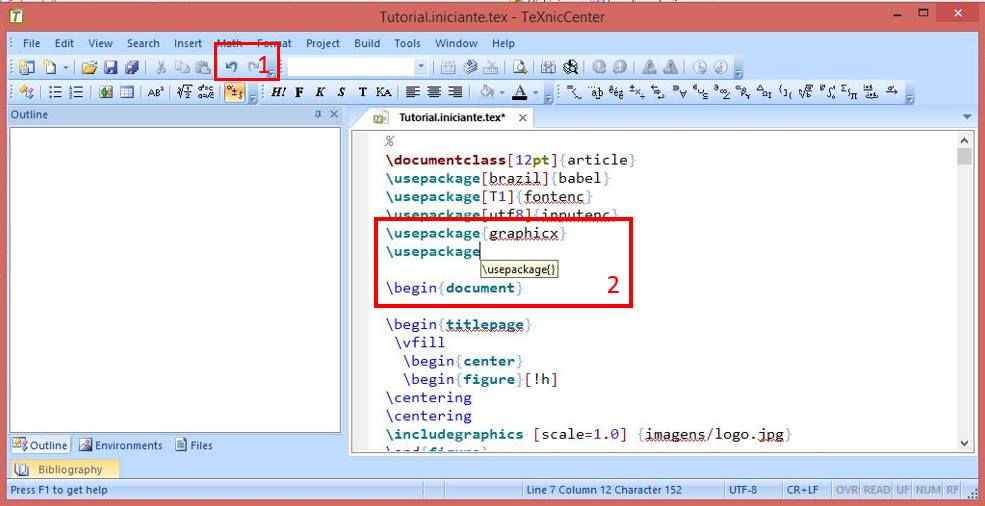 Tutorial.iniciante.tex - TeXnicCenter
File Edit View Search Insert Math Format Project Build Tools Window Help
1
H! F K S T KA
Outline
Tutorial.iniciante.tex*
%
\documentclass[12pt]{article}
\usepackage[brazil]{babel}
\usepackage[T1]{fontenc}
\usepackage[utf8]{inputenc}
\usepackage{graphicx}
\usepackage
\usepackage{}
2
\begin{document}
\begin{titlepage}
\vfill
\begin{center}
\begin{figure}[!h]
\centering
\centering
\includegraphics [scale=1.0] {imagens/logo.jpg}
\end{figure}
Outline Environments Files
Bibliography
Press F1 to get help Line 7 Column 12 Character 152 UTF-8 CR+LF OVR READ UF NUM RF